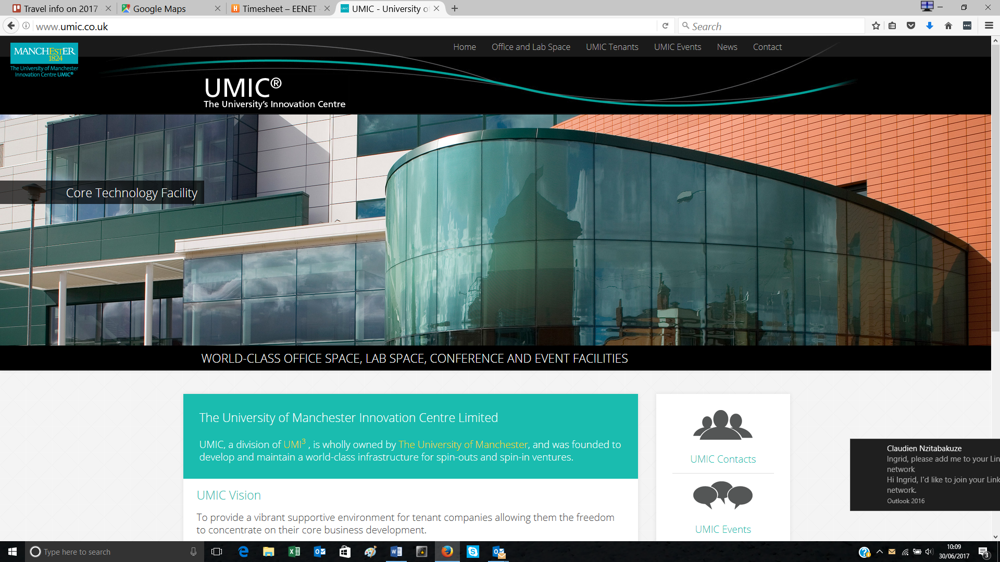 Travel info on 2017
Google Maps
Timesheet – EENET
UMIC - University of
www.umic.co.uk
Search
MANCHESTER
1824
The University of Manchester
Innovation Centre UMIC®
Home
Office and Lab Space
UMIC Tenants
UMIC Events
News
Contact
UMIC®
The University's Innovation Centre
Core Technology Facility
WORLD-CLASS OFFICE SPACE, LAB SPACE, CONFERENCE AND EVENT FACILITIES
The University of Manchester Innovation Centre Limited
UMIC, a division of UMI³ , is wholly owned by The University of Manchester, and was founded to
develop and maintain a world-class infrastructure for spin-outs and spin-in ventures.
UMIC Vision
To provide a vibrant supportive environment for tenant companies allowing them the freedom
to concentrate on their core business development.
UMIC Contacts
UMIC Events
Claudien Nzitabakuze
Ingrid, please add me to your Lin
network
Hi Ingrid, I'd like to join your Link
network.
Outlook 2016
Type here to search
10:09
30/06/2017
3